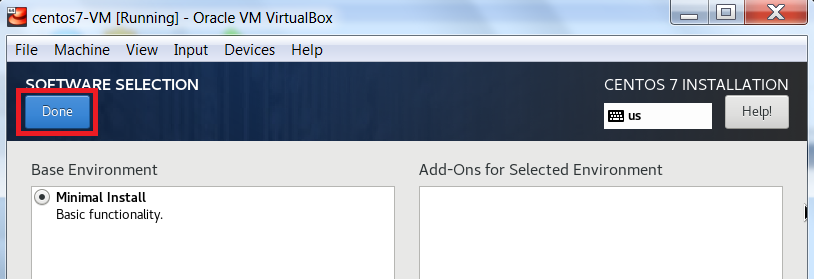 centos7-VM [Running] - Oracle VM VirtualBox
File Machine View Input Devices Help
SOFTWARE SELECTION
CENTOS 7 INSTALLATION
Done
us
Help!
Base Environment
Add-Ons for Selected Environment
Minimal Install
Basic functionality.